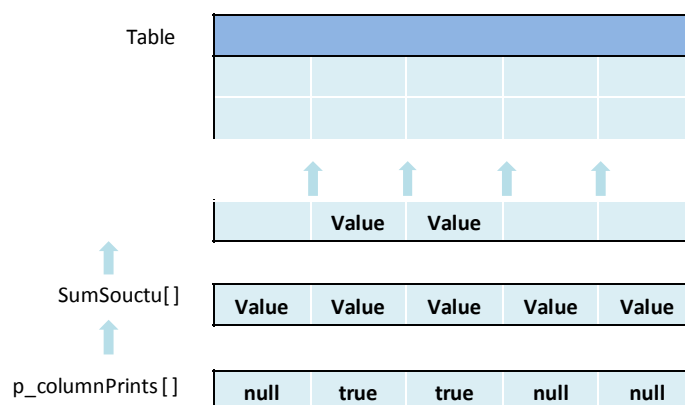 Table
Value Value
SumSouctu[]
Value Value Value Value Value
p_columnPrints[]
null true true null null